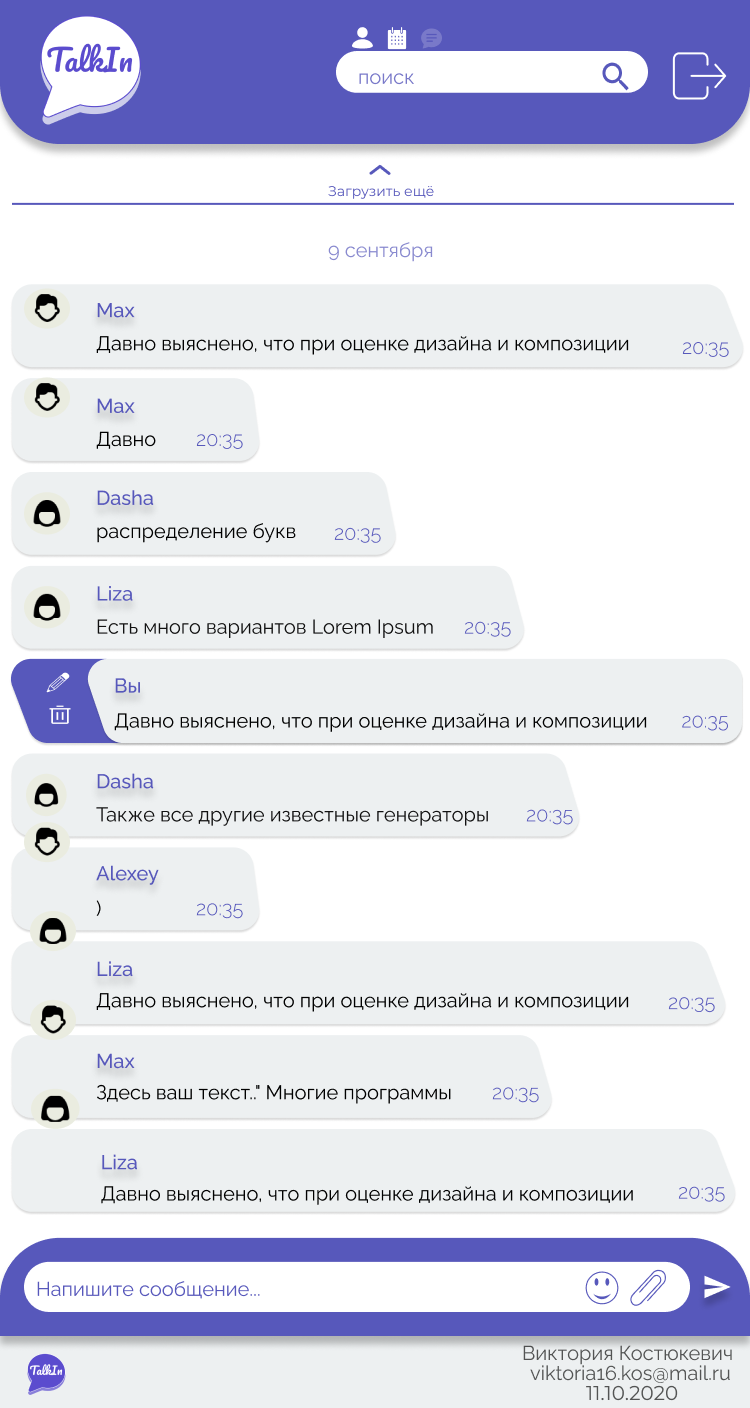 TalkIn
поиск
Загрузить ещё
9 сентября
Max
Давно выяснено, что при оценке дизайна и композиции 20:35
Max
Давно 20:35
Dasha
распределение букв 20:35
Liza
Есть много вариантов Lorem Ipsum 20:35
Вы
Давно выяснено, что при оценке дизайна и композиции 20:35
Dasha
Также все другие известные генераторы 20:35
Alexey
) 20:35
Liza
Давно выяснено, что при оценке дизайна и композиции 20:35
Max
Здесь ваш текст.." Многие программы 20:35
Liza
Давно выяснено, что при оценке дизайна и композиции 20:35
Напишите сообщение...
TalkIn
Виктория Костюкевич
viktoria16.kos@mail.ru
11.10.2020